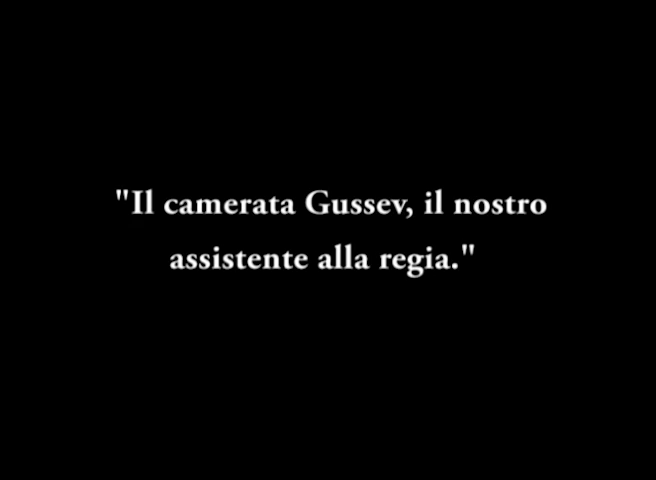 "Il camerata Gussev, il nostro
assistente alla regia."